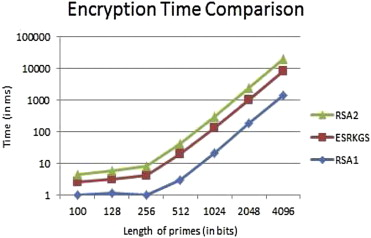 Encryption Time Comparison
100000
10000
1000
100
10
1
Time (in ms)
100 128 256 512 1024 2048 4096
Length of primes (in bits)
RSA2
ESRKGS
RSA1